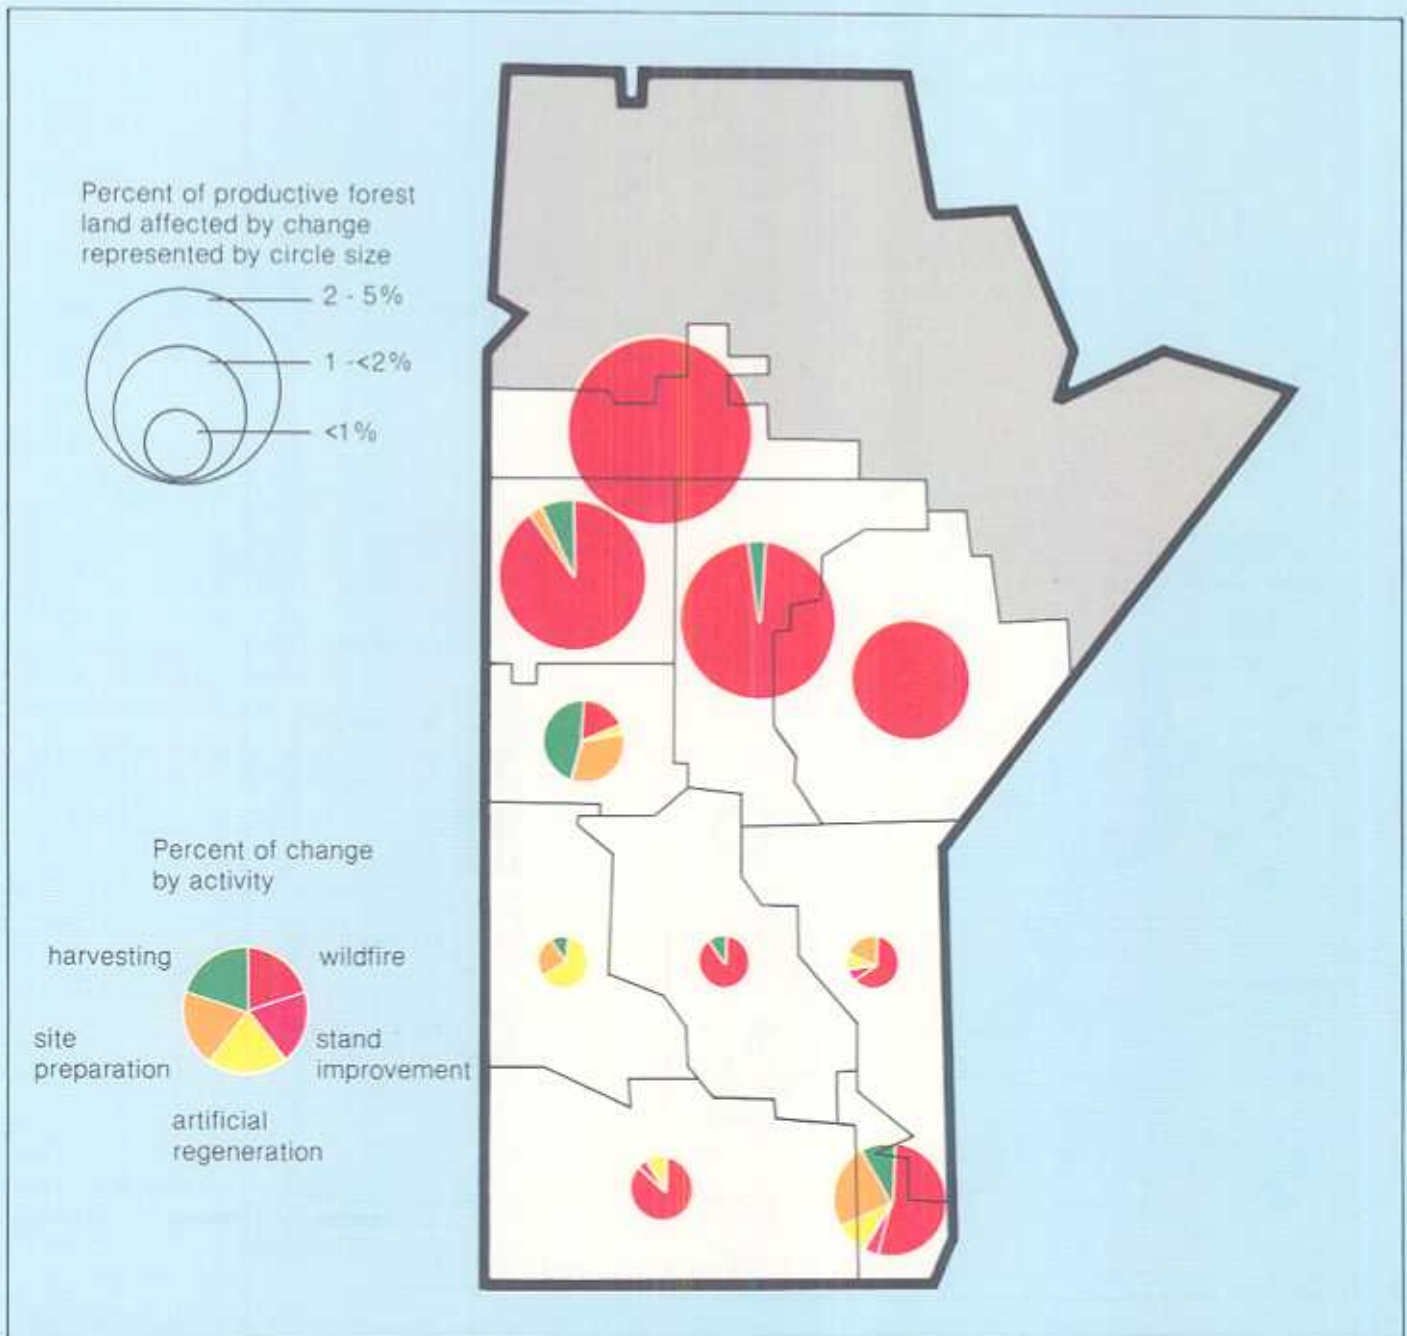 Percent of productive forest
land affected by change
represented by circle size
2 - 5%
1 -<2%
<1%
Percent of change
by activity
harvesting
wildfire
site
preparation
stand
improvement
artificial
regeneration